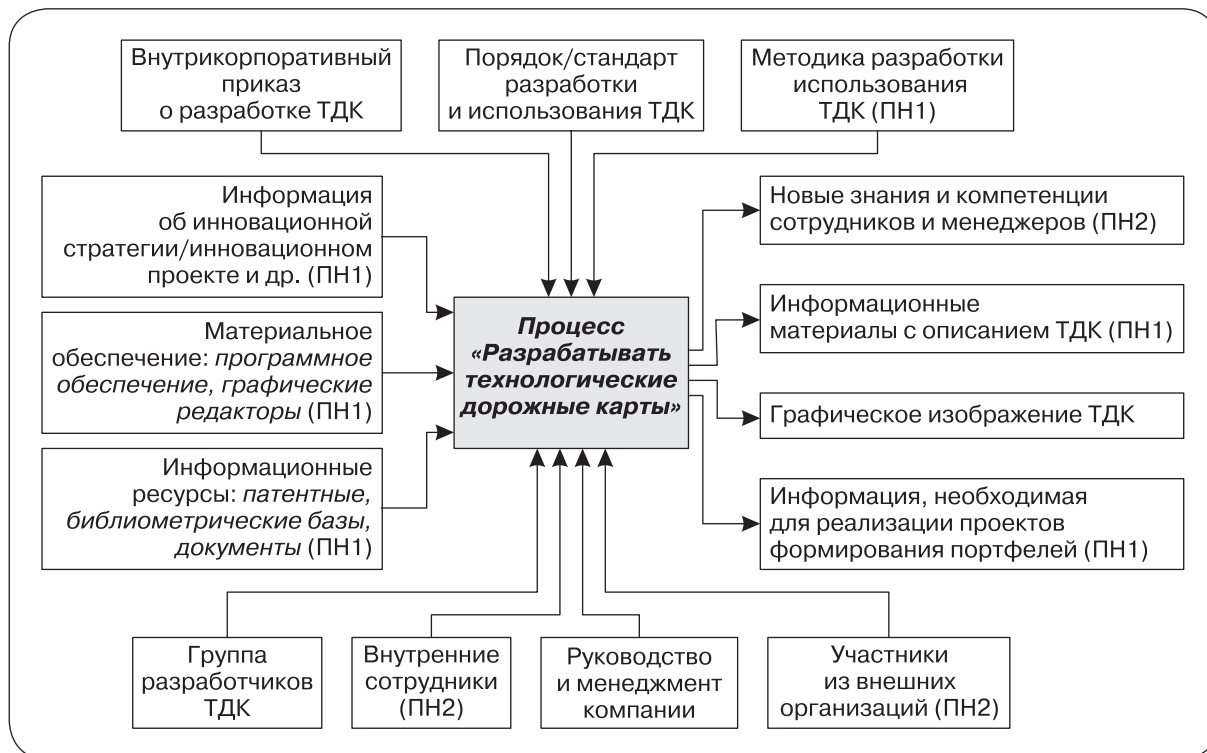 Внутрикорпоративный
приказ
о разработке ТДК
Порядок/стандарт
разработки
и использования ТДК
Методика разработки
использования
ТДК (ПН1)
Информация
об инновационной
стратегии/инновационном
проекте и др. (ПН1)
Материальное
обеспечение: программное
обеспечение, графические
редакторы (ПН1)
Информационные
ресурсы: патентные,
библиометрические базы,
документы (ПН1)
Процесс
«Разрабатывать
технологические
дорожные карты»
Новые знания и компетенции
сотрудников и менеджеров (ПН2)
Информационные
материалы с описанием ТДК (ПН1)
Графическое изображение ТДК
Информация, необходимая
для реализации проектов
формирования портфелей (ПН1)
Группа
разработчиков
ТДК
Внутренние
сотрудники
(ПН2)
Руководство
и менеджмент
компании
Участники
из внешних
организаций (ПН2)